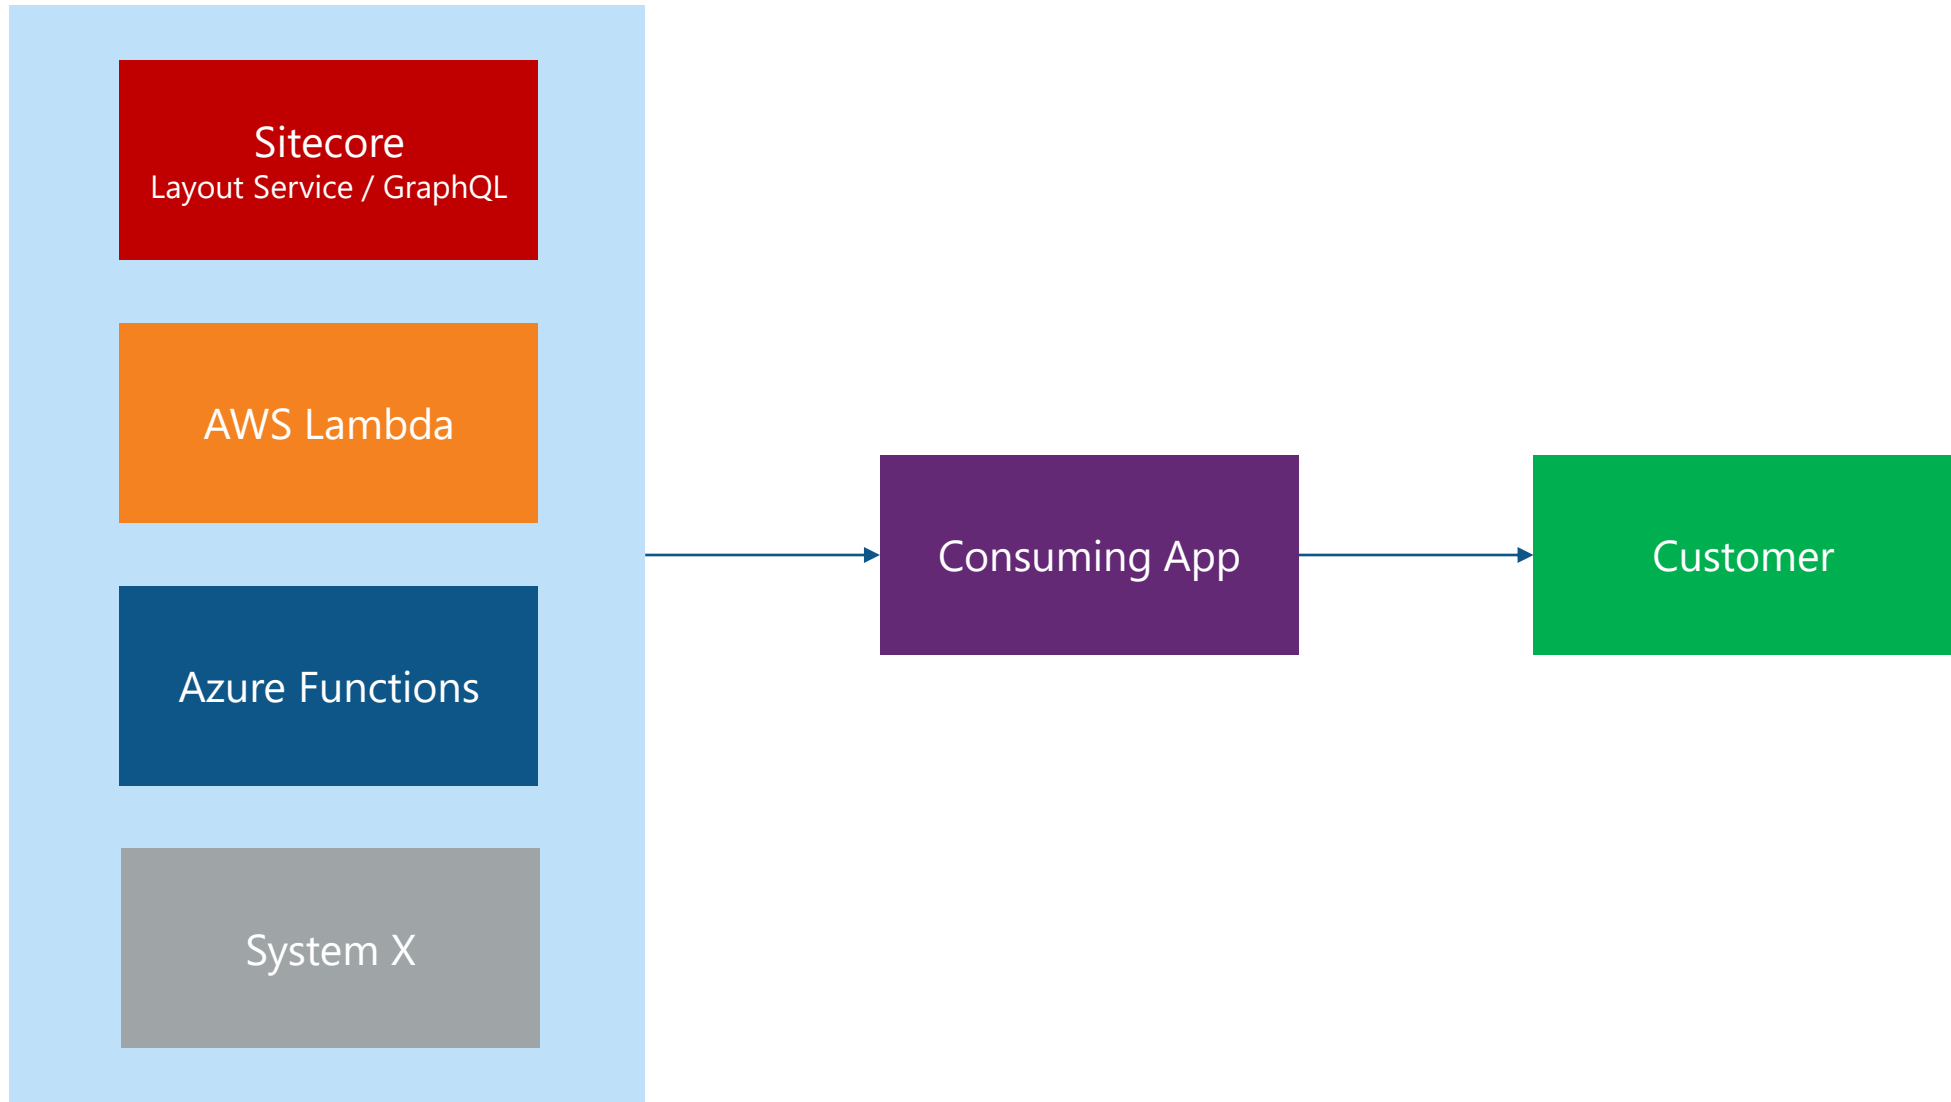 Sitecore
Layout Service / GraphQL
AWS Lambda
Azure Functions
System X
Consuming App
Customer